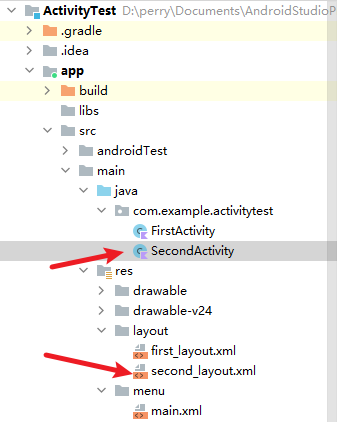 ActivityTest D:\perry\Documents\AndroidStudioP
.gradle
.idea
app
build
libs
src
androidTest
main
java
com.example.activitytest
FirstActivity
SecondActivity
res
drawable
drawable-v24
layout
first_layout.xml
second_layout.xml
menu
main.xml